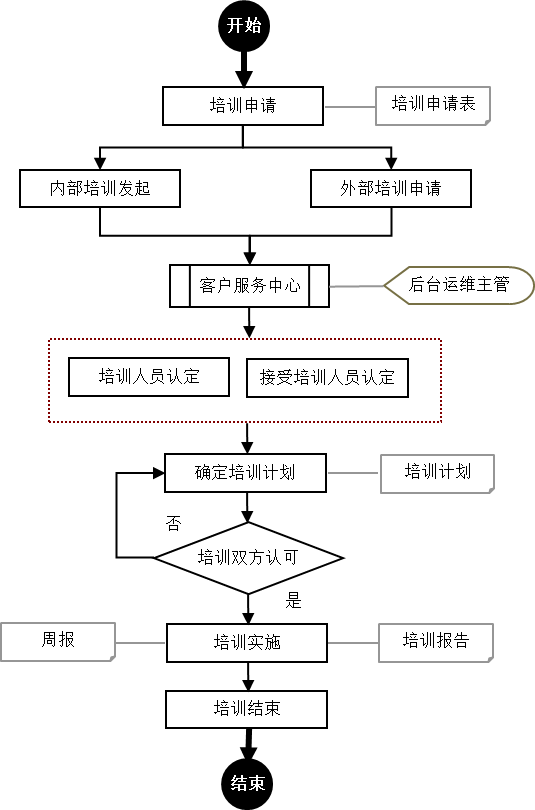 开始
培训申请
培训申请表
内部培训发起
外部培训申请
客户服务中心
后台运维主管
培训人员认定
接受培训人员认定
确定培训计划
培训计划
否
培训双方认可
是
周报
培训实施
培训报告
培训结束
结束